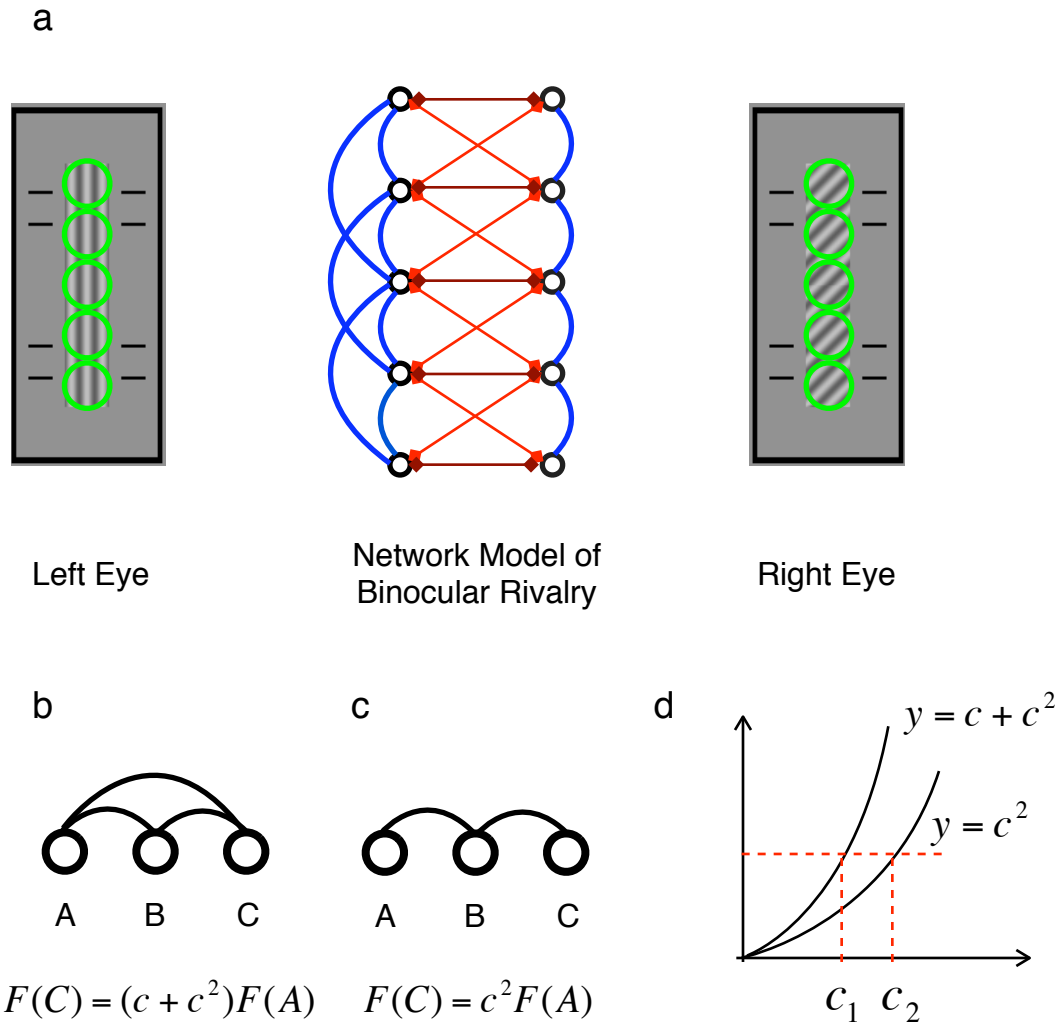 a
Left Eye
Network Model of
Binocular Rivalry
Right Eye
b
A B C
F(C) = (c + c²)F(A)
c
A B C
F(C) = c²F(A)
d
y = c + c²
y = c²
c₁ c₂